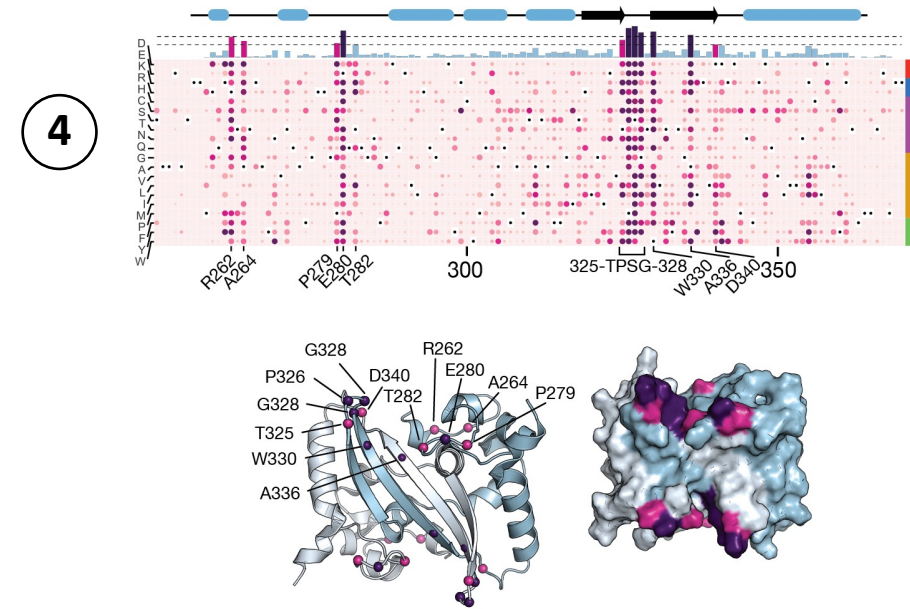 4
D
E
K
R
H
C
S
T
N
Q
G
A
V
L
I
M
P
F
Y
W
R262 A264 P279 E280 T282 300 325-TPSG-328 W330 A336 D340 350
G328
R262
P326
D340
E280
G328
T282
A264
P279
T325
W330
A336